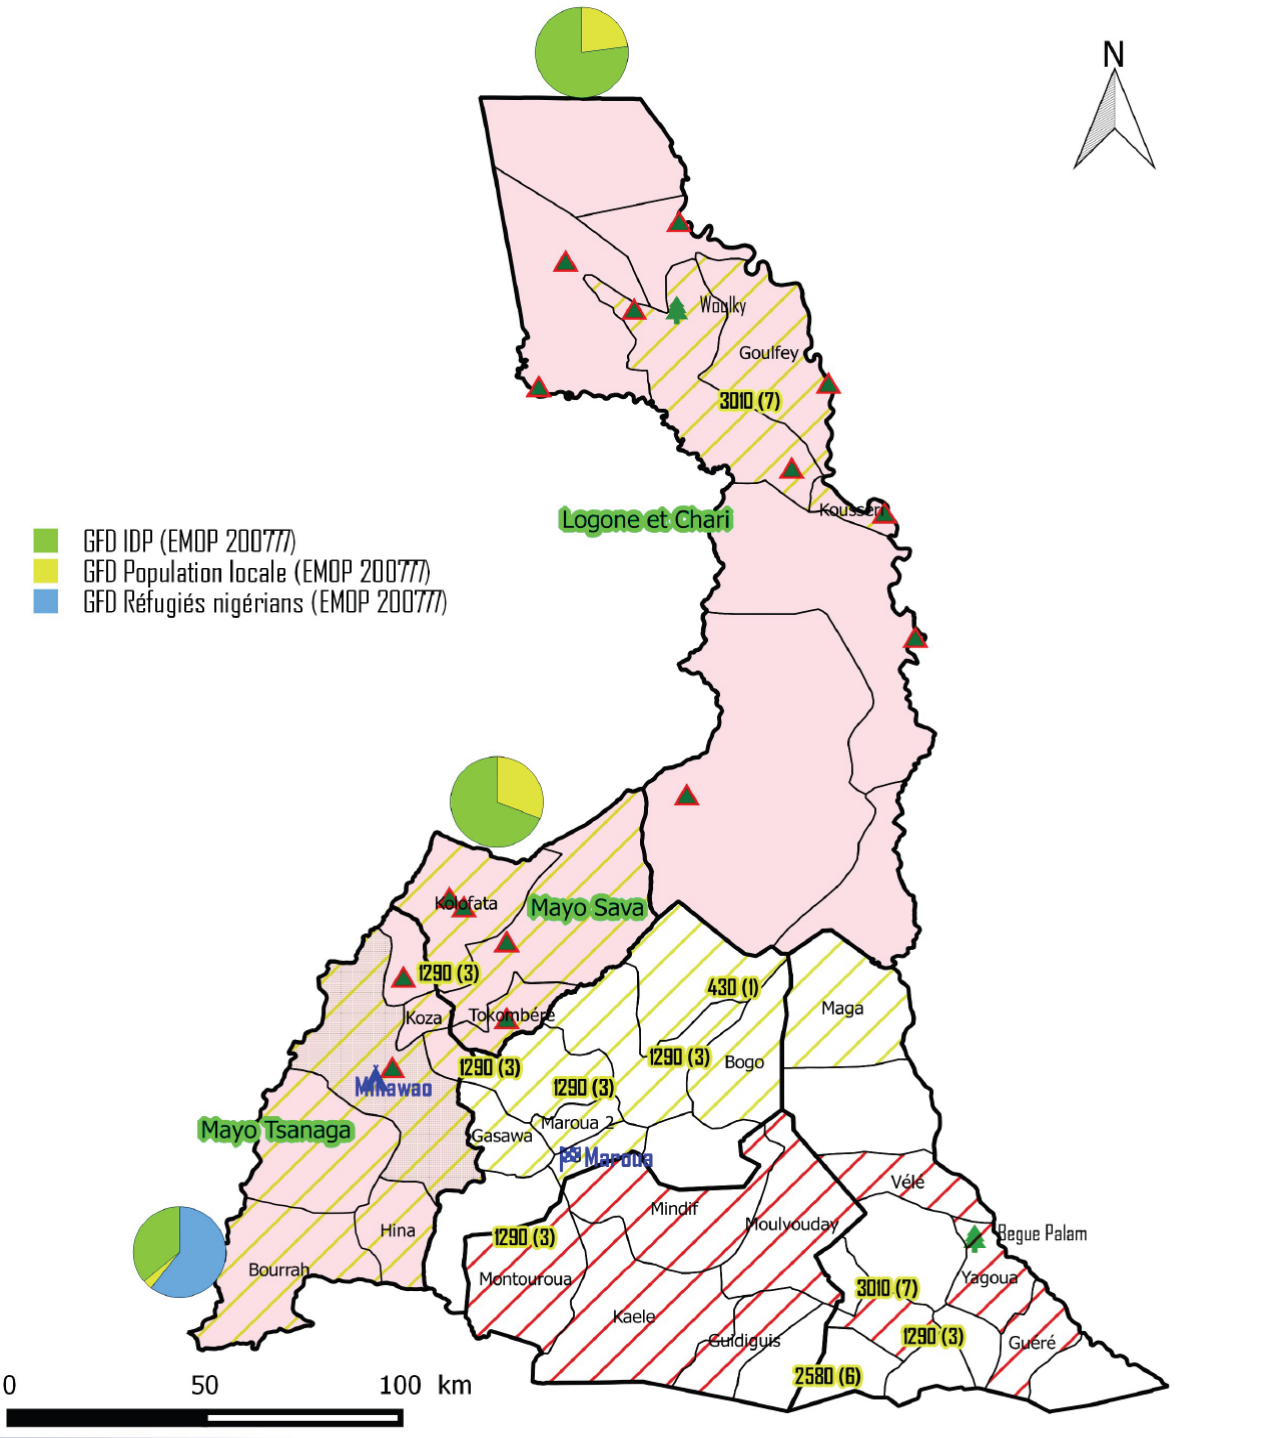 N
Woulky
Goulfey
3010 (7)
Kousseri
Logone et Chari
GFD IDP (EMOP 200777)
GFD Population locale (EMOP 200777)
GFD Réfugiés nigérians (EMOP 200777)
Kolofata
Mayo Sava
1290 (3)
430 (1)
Maga
Koza
Tokombéré
1290 (3)
1290 (3)
Bogo
1290 (3)
Minawao
Mayo Tsanaga
Maroua 2
Gasawa
Maroua
Vélé
Mindif
Moulvouday
Hina
1290 (3)
Begue Palam
Bourrah
Montouroua
Yagoua
3010 (7)
Kaele
Guidiguis
1290 (3)
Gueré
2580 (6)
0 50 100 km